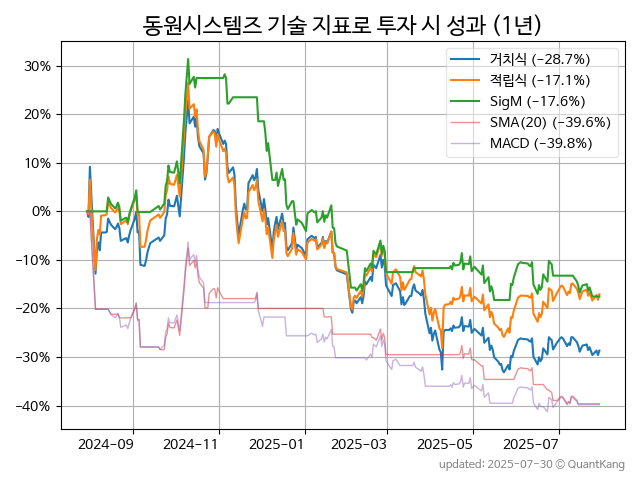 동원시스템즈 기술 지표로 투자 시 성과 (1년)
거치식 (−28.7%)
적립식 (−17.1%)
SigM (−17.6%)
SMA(20) (−39.6%)
MACD (−39.8%)
30%
20%
10%
0%
−10%
−20%
−30%
−40%
2024-09 2024-11 2025-01 2025-03 2025-05 2025-07
updated: 2025-07-30 © QuantKang